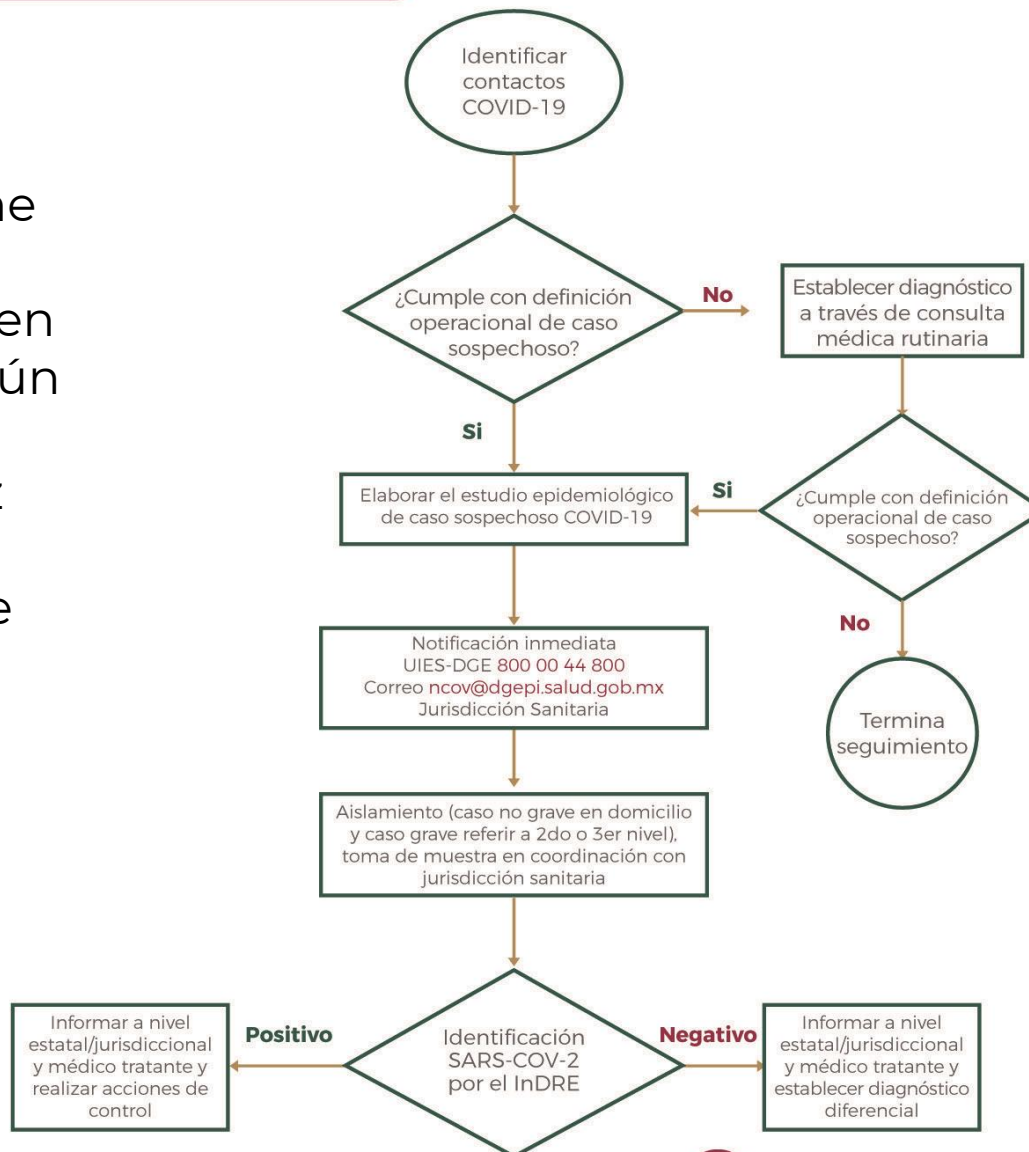 Identificar
contactos
COVID-19
¿Cumple con definición
operacional de caso
sospechoso?
No
Establecer diagnóstico
a través de consulta
médica rutinaria
Si
Elaborar el estudio epidemiológico
de caso sospechoso COVID-19
Si
¿Cumple con definición
operacional de caso
sospechoso?
No
Termina
seguimiento
Notificación inmediata
UIES-DGE 800 00 44 800
Correo ncov@dgepi.salud.gob.mx
Jurisdicción Sanitaria
Aislamiento (caso no grave en domicilio
y caso grave referir a 2do o 3er nivel),
toma de muestra en coordinación con
jurisdicción sanitaria
Identificación
SARS-COV-2
por el InDRE
Positivo
Informar a nivel
estatal/jurisdiccional
y médico tratante y
realizar acciones de
control
Negativo
Informar a nivel
estatal/jurisdiccional
y médico tratante y
establecer diagnóstico
diferencial